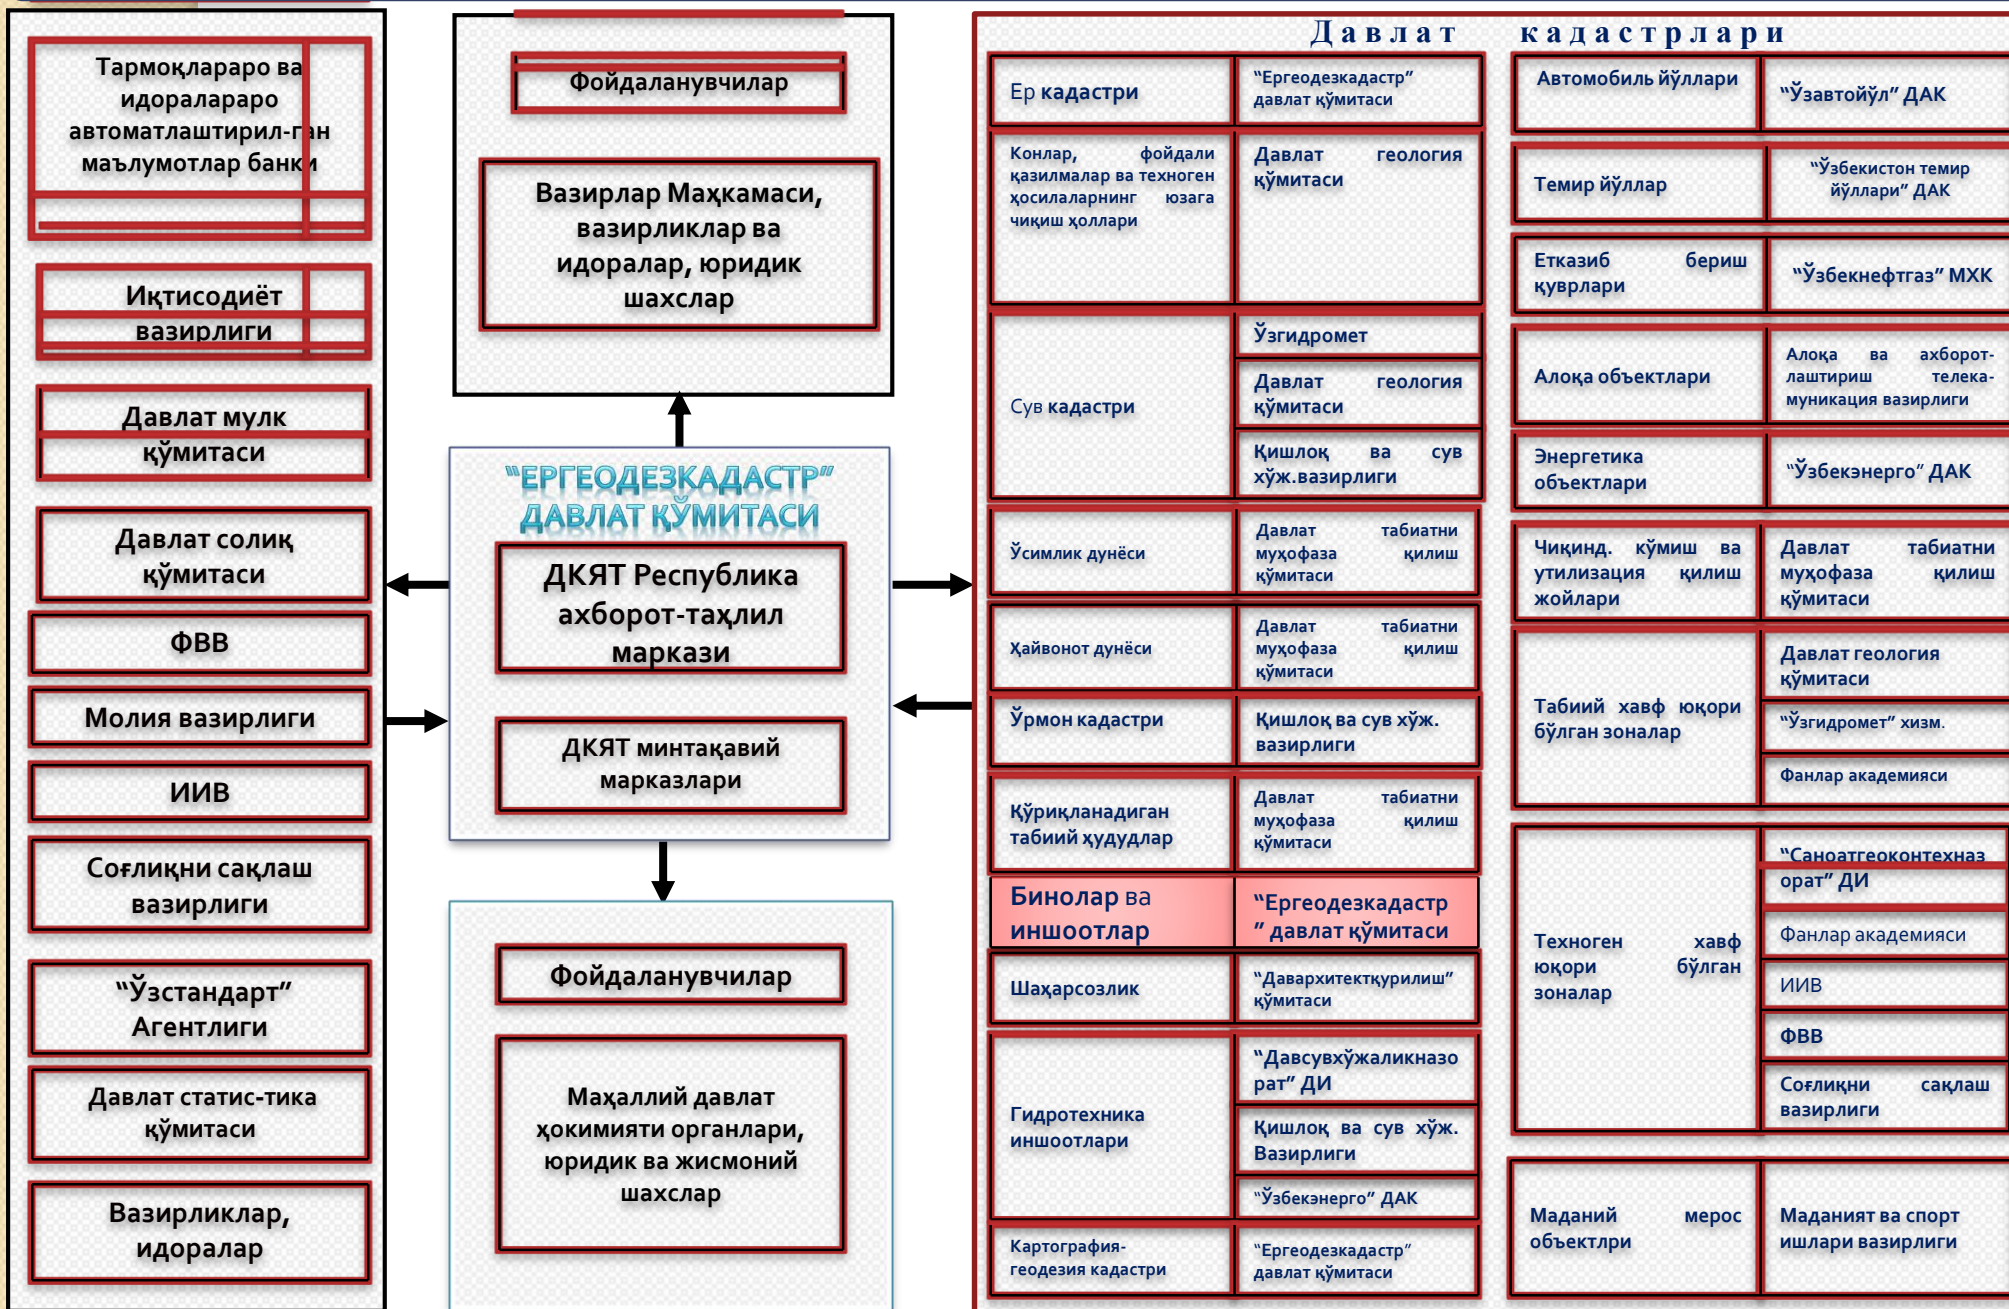 Тармоқлараро ва
идоралараро
автоматлаштирил-ган
маълумотлар банки
Иқтисодиёт
вазирлиги
Давлат мулк
қўмитаси
Давлат солиқ
қўмитаси
ФВВ
Молия вазирлиги
ИИВ
Соғлиқни сақлаш
вазирлиги
“Ўзстандарт”
Агентлиги
Давлат статис-тика
қўмитаси
Вазирликлар,
идоралар
Фойдаланувчилар
Вазирлар Маҳкамаси,
вазирликлар ва
идоралар, юридик
шахслар
“ЕРГЕОДЕЗКАДАСТР”
ДАВЛАТ ҚЎМИТАСИ
ДКЯТ Республика
ахборот-таҳлил
маркази
ДКЯТ минтақавий
марказлари
Фойдаланувчилар
Маҳаллий давлат
ҳокимияти органлари,
юридик ва жисмоний
шахслар
Давлат кадастрлари
Ер кадастри
“Ергеодезкадастр”
давлат қўмитаси
Конлар, фойдали
қазилмалар ва техноген
ҳосилаларнинг юзага
чиқиш ҳоллари
Давлат геология
қўмитаси
Сув кадастри
Ўзгидромет
Давлат геология
қўмитаси
Қишлоқ ва сув
хўж.вазирлиги
Ўсимлик дунёси
Давлат табиатни
муҳофаза қилиш
қўмитаси
Ҳайвонот дунёси
Давлат табиатни
муҳофаза қилиш
қўмитаси
Ўрмон кадастри
Қишлоқ ва сув хўж.
вазирлиги
Қўриқланадиган
табиий ҳудудлар
Давлат табиатни
муҳофаза қилиш
қўмитаси
Бинолар ва
иншоотлар
“Ергеодезкадастр
” давлат қўмитаси
Шаҳарсозлик
“Давархитектқурилиш”
қўмитаси
Гидротехника
иншоотлари
“Давсувхўжаликназо
рат” ДИ
Қишлоқ ва сув хўж.
Вазирлиги
“Ўзбекэнерго” ДАК
Картография-
геодезия кадастри
“Ергеодезкадастр”
давлат қўмитаси
Автомобиль йўллари
“Ўзавтойўл” ДАК
Темир йўллар
“Ўзбекистон темир
йўллари” ДАК
Етказиб бериш
қуврлари
“Ўзбекнефтгаз” МХК
Алоқа объектлари
Алоқа ва ахборот-
лаштириш телека-
муникация вазирлиги
Энергетика
объектлари
“Ўзбекэнерго” ДАК
Чиқинд. кўмиш ва
утилизация қилиш
жойлари
Давлат табиатни
муҳофаза қилиш
қўмитаси
Табиий хавф юқори
бўлган зоналар
Давлат геология
қўмитаси
“Ўзгидромет” хизм.
Фанлар академияси
Техноген хавф
юқори бўлган
зоналар
“Саноатгеоконтехназ
орат” ДИ
Фанлар академияси
ИИВ
ФВВ
Соғлиқни сақлаш
вазирлиги
Маданий мерос
объектлри
Маданият ва спорт
ишлари вазирлиги